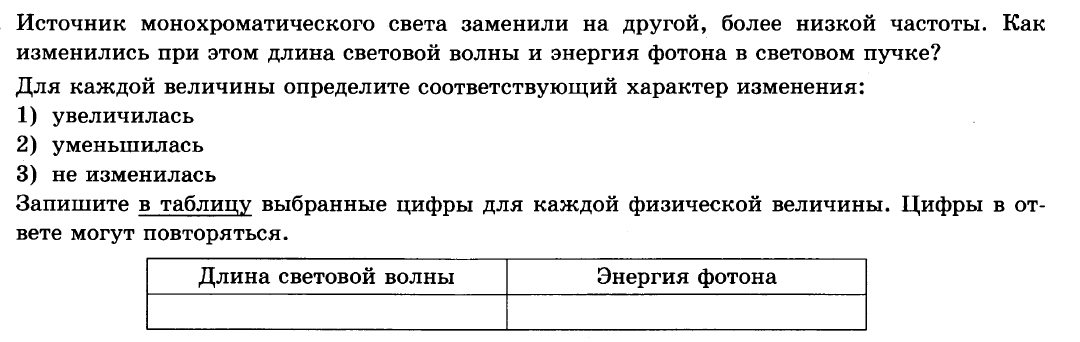 Источник монохроматического света заменили на другой, более низкой частоты. Как
изменились при этом длина световой волны и энергия фотона в световом пучке?
Для каждой величины определите соответствующий характер изменения:
1) увеличилась
2) уменьшилась
3) не изменилась
Запишите в таблицу выбранные цифры для каждой физической величины. Цифры в от-
вете могут повторяться.
Длина световой волны Энергия фотона